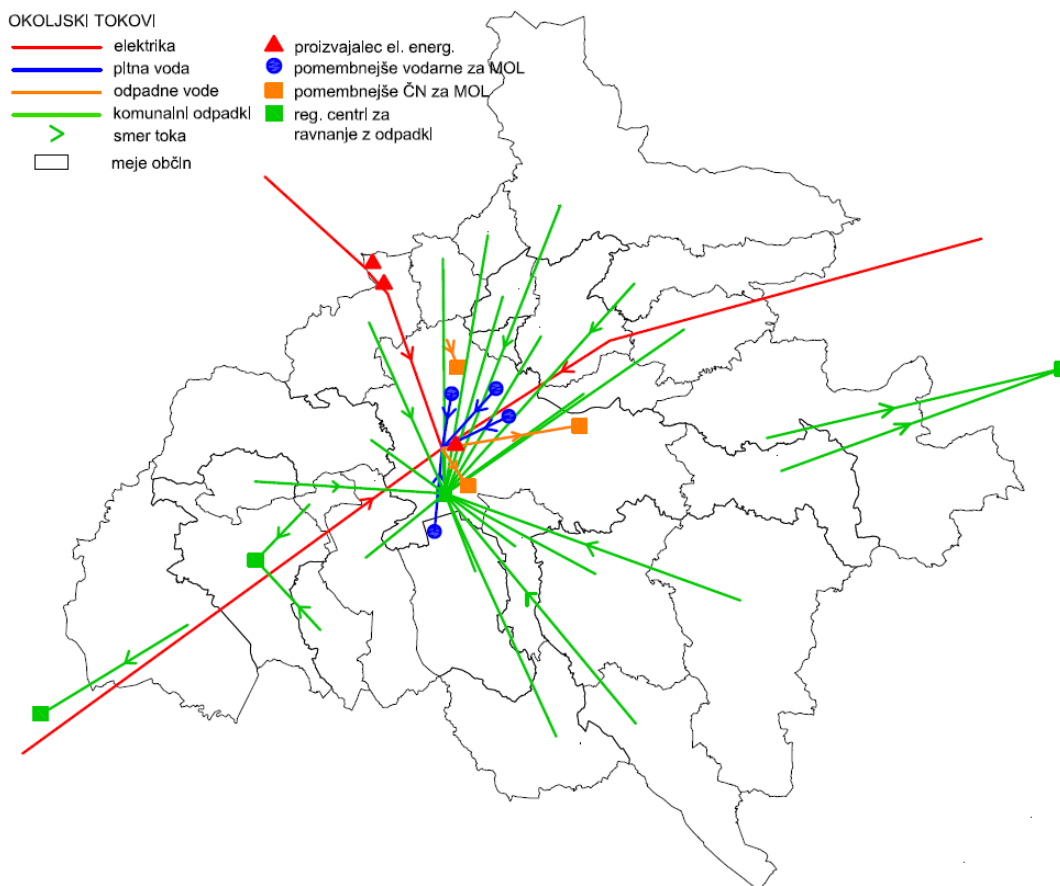 OKOLJSKI TOKOVI
elektrika
pitna voda
odpadne vode
komunalni odpadki
smer toka
meje občin
proizvajalec el. energ.
pomembnejše vodarne za MOL
pomembnejše ČN za MOL
reg. centri za
ravnanje z odpadki